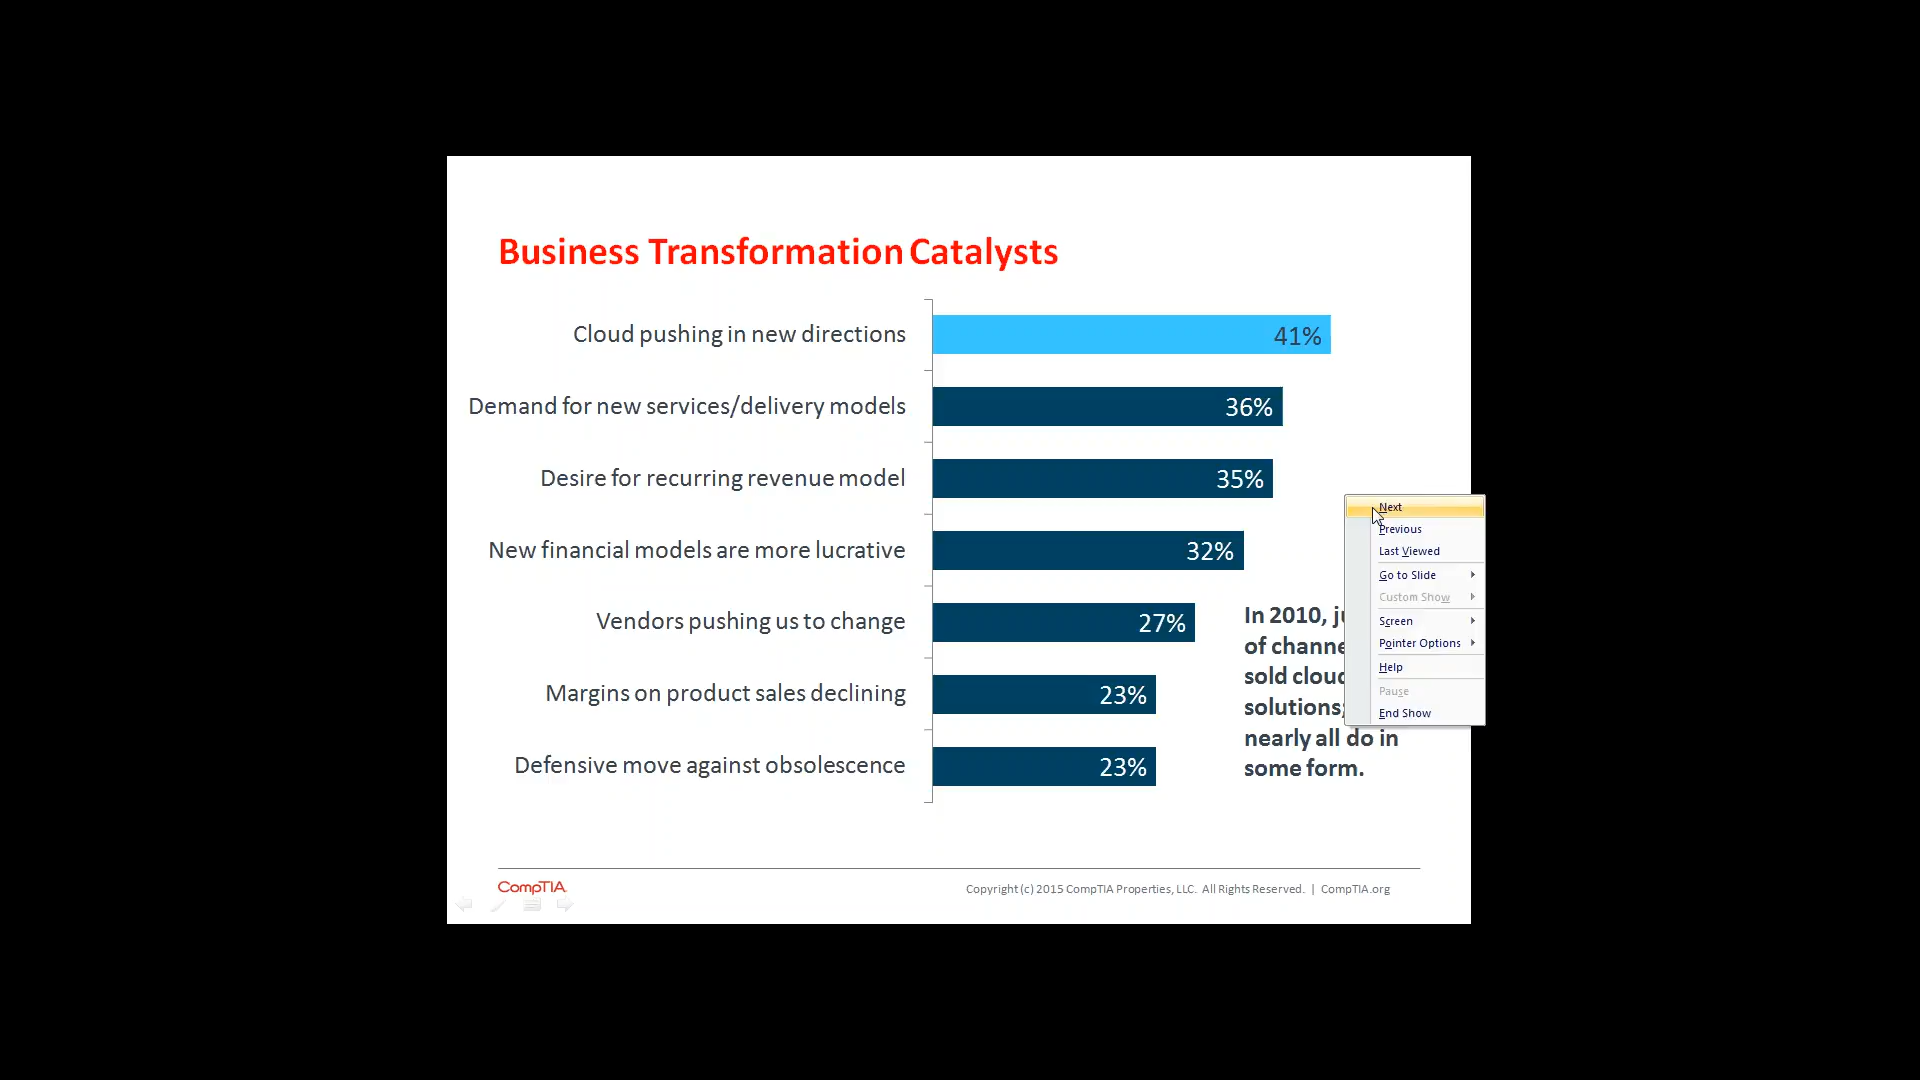 Business Transformation Catalysts
Cloud pushing in new directions 41%
Demand for new services/delivery models 36%
Desire for recurring revenue model 35%
New financial models are more lucrative 32%
Vendors pushing us to change 27%
Margins on product sales declining 23%
Defensive move against obsolescence 23%
In 2010,
of
sold
solutions;
nearly all do in
some form.
Next
Previous
Last Viewed
Go to Slide
Custom Show
Screen
Pointer Options
Help
Pause
End Show
CompTIA
Copyright (c) 2015 CompTIA Properties, LLC. All Rights Reserved. | CompTIA.org